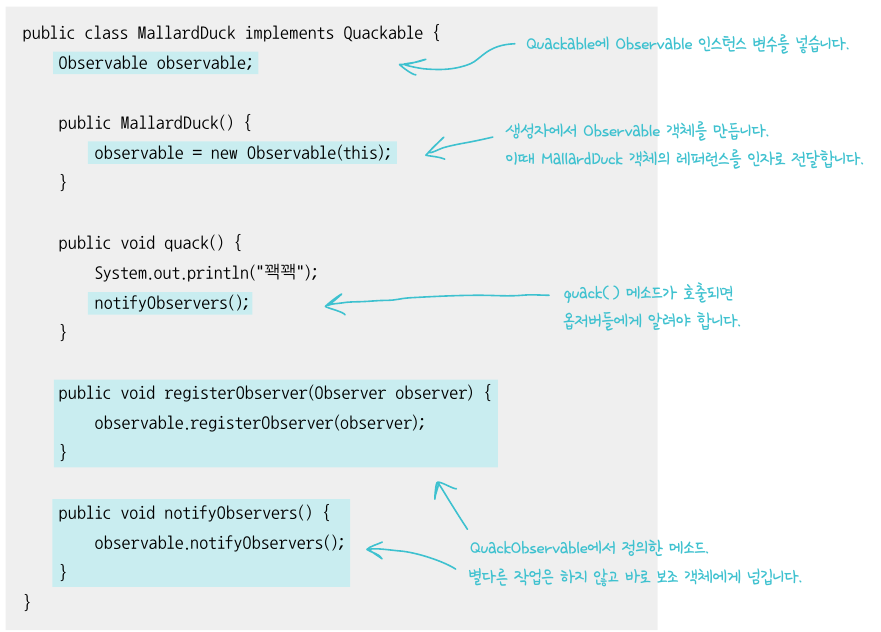 public class MallardDuck implements Quackable {
Observable observable;
Quackable에 Observable 인스턴스 변수를 넣습니다.
public MallardDuck() {
observable = new Observable(this);
}
생성자에서 Observable 객체를 만듭니다.
이때 MallardDuck 객체의 레퍼런스를 인자로 전달합니다.
public void quack() {
System.out.println("꽥꽥");
notifyObservers();
}
quack() 메소드가 호출되면
옵저버들에게 알려야 합니다.
public void registerObserver(Observer observer) {
observable.registerObserver(observer);
}
public void notifyObservers() {
observable.notifyObservers();
}
QuackObservable에서 정의한 메소드.
별다른 작업은 하지 않고 바로 보조 객체에게 넘깁니다.
}